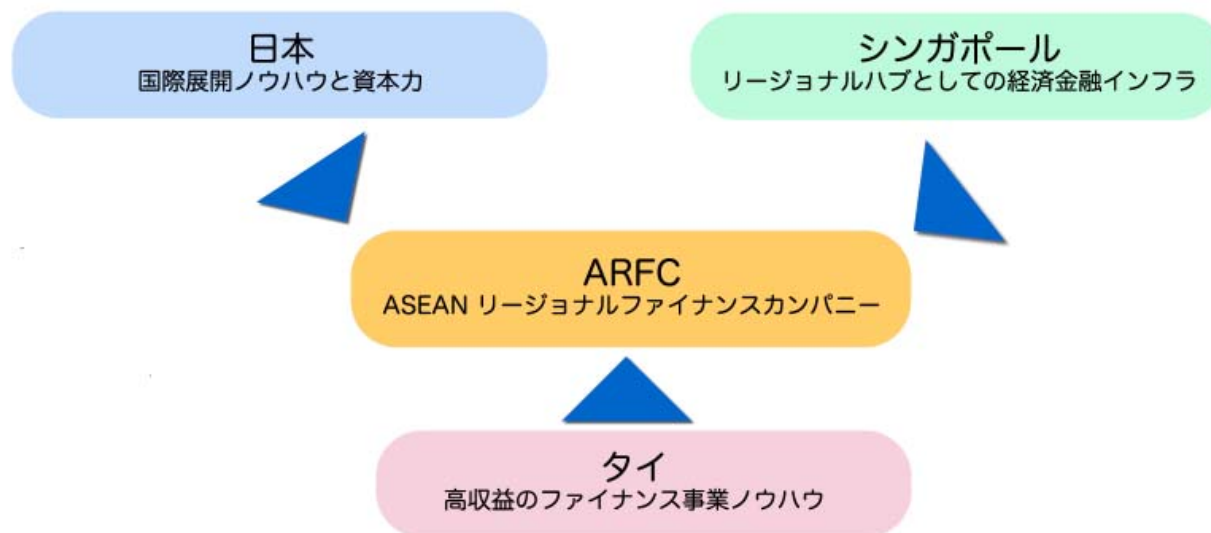 日本
国際展開ノウハウと資本力
シンガポール
リージョナルハブとしての経済金融インフラ
ARFC
ASEAN リージョナルファイナンスカンパニー
タイ
高収益のファイナンス事業ノウハウ